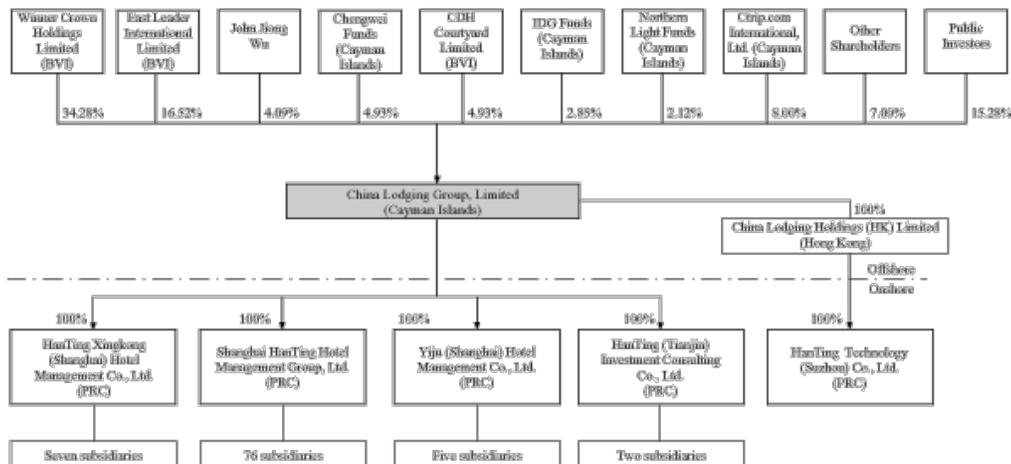 Winner Crown
Holdings
Limited
(BVI)
East Leader
International
Limited
(BVI)
John Jiong
Wu
Chengwei
Funds
(Cayman
Islands)
CDH
Courtyard
Limited
(BVI)
IDG Funds
(Cayman
Islands)
Northern
Light Funds
(Cayman
Islands)
Ctrip.com
International,
Ltd. (Cayman
Islands)
Other
Shareholders
Public
Investors
34.28%
16.52%
4.09%
4.93%
4.93%
2.85%
2.12%
8.00%
7.00%
15.28%
China Lodging Group, Limited
(Cayman Islands)
100%
China Lodging Holdings (HK) Limited
(Hong Kong)
Offshore
Onshore
100%
100%
100%
100%
100%
HanTing Xingkong
(Shanghai) Hotel
Management Co., Ltd.
(PRC)
Shanghai HanTing Hotel
Management Group, Ltd.
(PRC)
Yiju (Shanghai) Hotel
Management Co., Ltd.
(PRC)
HanTing (Tianjin)
Investment Consulting
Co., Ltd.
(PRC)
HanTing Technology
(Suzhou) Co., Ltd.
(PRC)
Seven subsidiaries
76 subsidiaries
Five subsidiaries
Two subsidiaries